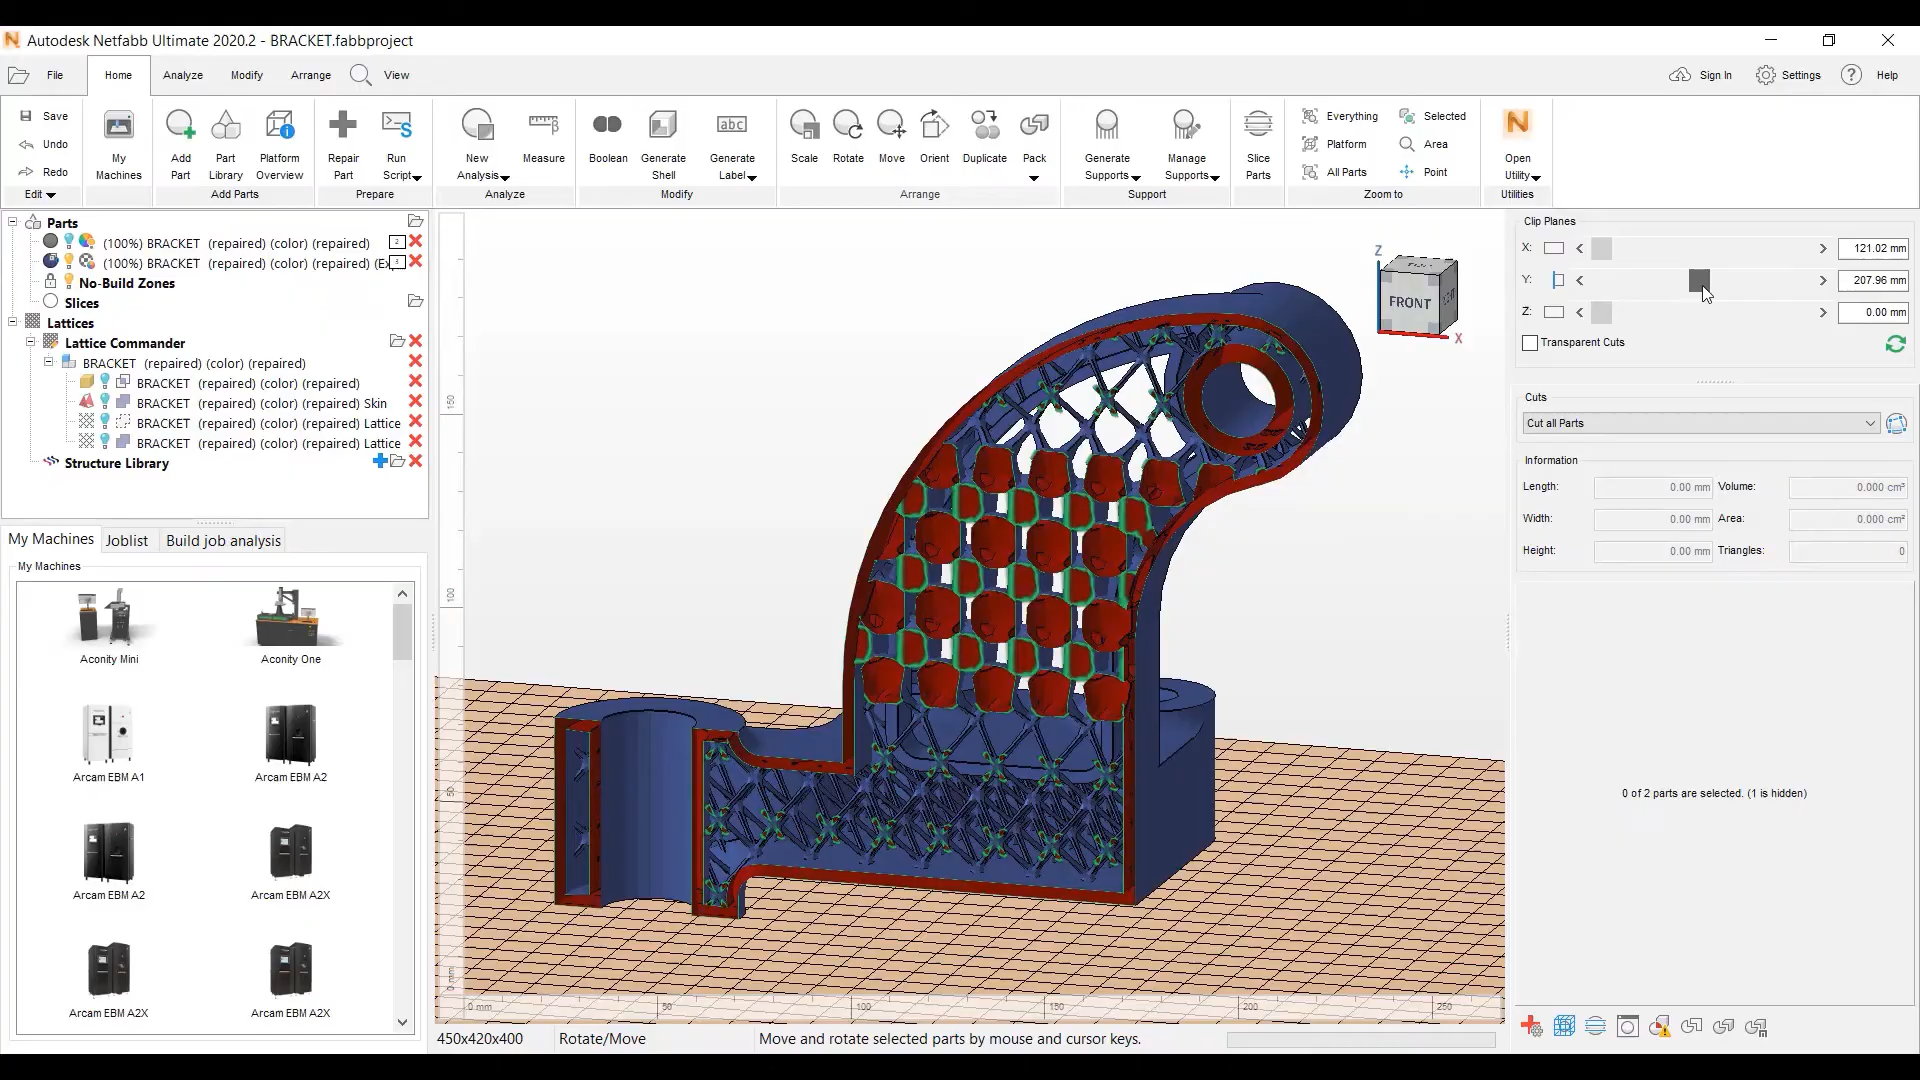 Autodesk Netfabb Ultimate 2020.2 - BRACKET.fabbproject
File Home Analyze Modify Arrange View Sign In Settings Help
Save
Undo
Redo
Edit
My Machines
Add Part
Part Library
Platform Overview
Add Parts
Repair Part
Run Script
Prepare
New Analysis
Measure
Analyze
Boolean
Generate Shell
abc
Generate Label
Modify
Scale
Rotate
Move
Orient
Duplicate
Pack
Arrange
Generate Supports
Manage Supports
Support
Slice Parts
Everything
Selected
Platform
Area
All Parts
Point
Zoom to
Open Utility
Utilities
Parts
(100%) BRACKET (repaired) (color) (repaired) 2
(100%) BRACKET (repaired) (color) (repaired) (Ex 3
No-Build Zones
Slices
Lattices
Lattice Commander
BRACKET (repaired) (color) (repaired)
BRACKET (repaired) (color) (repaired)
BRACKET (repaired) (color) (repaired) Skin
BRACKET (repaired) (color) (repaired) Lattice
BRACKET (repaired) (color) (repaired) Lattice
Structure Library
My Machines Joblist Build job analysis
My Machines
Aconity Mini Aconity One
Arcam EBM A1 Arcam EBM A2
Arcam EBM A2 Arcam EBM A2X
Arcam EBM A2X Arcam EBM A2X
150
100
50
0 mm
0 mm 50 100 150 200 250
Z
FRONT
X
450x420x400 Rotate/Move Move and rotate selected parts by mouse and cursor keys.
Clip Planes
X: 121.02 mm
Y: 207.96 mm
Z: 0.00 mm
Transparent Cuts
Cuts
Cut all Parts
Information
Length: 0.00 mm Volume: 0.000 cm³
Width: 0.00 mm Area: 0.000 cm²
Height: 0.00 mm Triangles: 0
0 of 2 parts are selected. (1 is hidden)